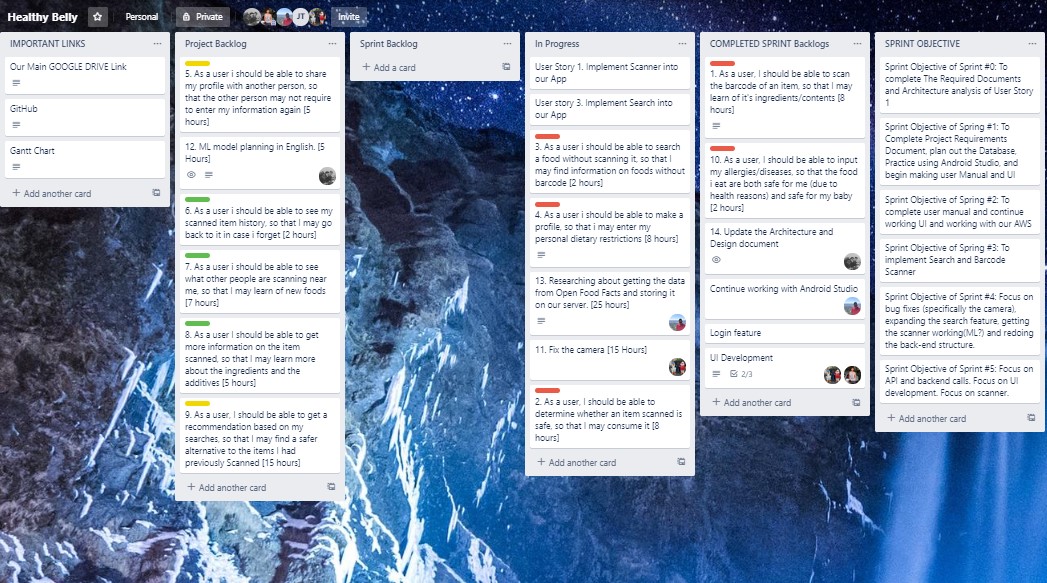 Healthy Belly
Personal
Private
JT
Invite
IMPORTANT LINKS
Our Main GOOGLE DRIVE Link
GitHub
Gantt Chart
+ Add another card
Project Backlog
5. As a user i should be able to share
my profile with another person, so
that the other person may not require
to enter my information again [5
hours]
12. ML model planning in English. [5
Hours]
6. As a user i should be able to see my
scanned item history, so that I may go
back to it in case i forget [2 hours]
7. As a user i should be able to see
what other people are scanning near
me, so that I may learn of new foods
[7 hours]
8. As a user I should be able to get
more information on the item
scanned, so that I may learn more
about the ingredients and the
additives [5 hours]
9. As a user, I should be able to get a
recommendation based on my
searches, so that I may find a safer
alternative to the items I had
previously Scanned [15 hours]
+ Add another card
Sprint Backlog
+ Add a card
In Progress
User Story 1. Implement Scanner into
our App
User story 3. Implement Search into
our App
3. As a user i should be able to search
a food without scanning it, so that I
may find information on foods without
barcode [2 hours]
4. As a user i should be able to make a
profile, so that i may enter my
personal dietary restrictions [8 hours]
13. Researching about getting the data
from Open Food Facts and storing it
on our server. [25 hours]
11. Fix the camera [15 Hours]
2. As a user, I should be able to
determine whether an item scanned is
safe, so that I may consume it [8
hours]
+ Add another card
COMPLETED SPRINT Backlogs
1. As a user, I should be able to scan
the barcode of an item, so that I may
learn of it's ingredients/contents [8
hours]
10. As a user, I should be able to input
my allergies/diseases, so that the food
i eat are both safe for me (due to
health reasons) and safe for my baby
[2 hours]
14. Update the Architecture and
Design document
Continue working with Android Studio
Login feature
UI Development
2/3
+ Add another card
SPRINT OBJECTIVE
Sprint Objective of Sprint #0: To
complete The Required Documents
and Architecture analysis of User Story
1
Sprint Objective of Spring #1: To
Complete Project Requirements
Document, plan out the Database,
Practice using Android Studio, and
begin making user Manual and UI
Sprint Objective of Spring #2: To
complete user manual and continue
working UI and working with our AWS
Sprint Objective of Spring #3: To
implement Search and Barcode
Scanner
Sprint Objective of Sprint #4: Focus on
bug fixes (specifically the camera),
expanding the search feature, getting
the scanner working(ML?) and redoing
the back-end structure.
Sprint Objective of Sprint #5: Focus on
API and backend calls. Focus on UI
development. Focus on scanner.
+ Add another card